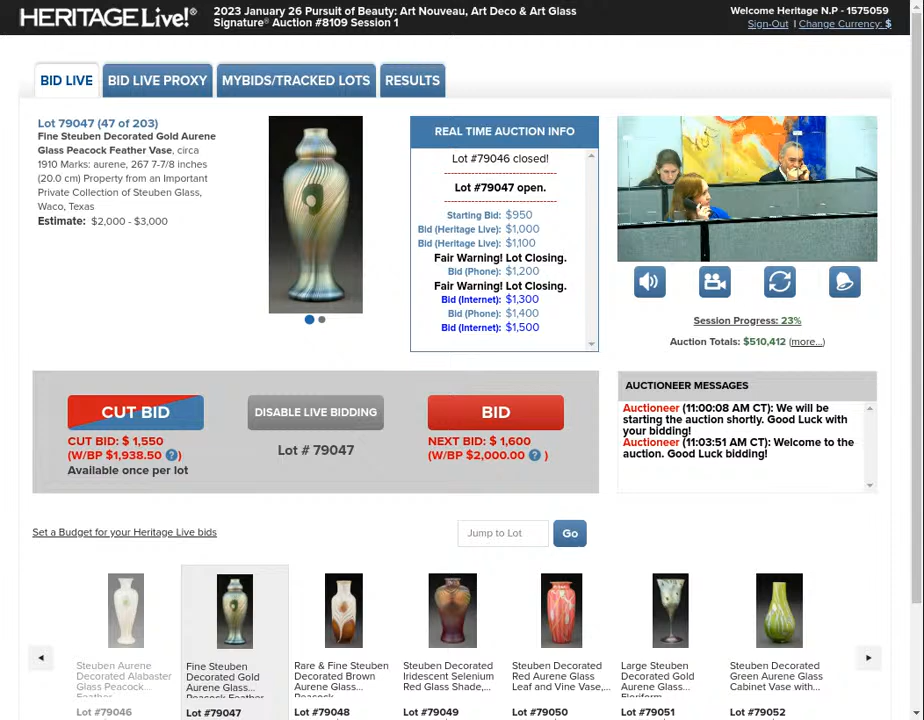 HERITAGE Live!®
2023 January 26 Pursuit of Beauty: Art Nouveau, Art Deco & Art Glass
Signature® Auction #8109 Session 1
Welcome Heritage N.P - 1575059
Sign-Out | Change Currency: $
BID LIVE
BID LIVE PROXY
MYBIDS/TRACKED LOTS
RESULTS
Lot 79047 (47 of 203)
Fine Steuben Decorated Gold Aurene
Glass Peacock Feather Vase, circa
1910 Marks: aurene, 267 7-7/8 inches
(20.0 cm) Property from an Important
Private Collection of Steuben Glass,
Waco, Texas
Estimate: $2,000 - $3,000
REAL TIME AUCTION INFO
Lot #79046 closed!
----------------------------
Lot #79047 open.
----------------------------
Starting Bid: $950
Bid (Heritage Live): $1,000
Bid (Heritage Live): $1,100
Fair Warning! Lot Closing.
Bid (Phone): $1,200
Fair Warning! Lot Closing.
Bid (Internet): $1,300
Bid (Phone): $1,400
Bid (Internet): $1,500
Session Progress: 23%
Auction Totals: $510,412 (more...)
CUT BID
CUT BID: $ 1,550
(W/BP $1,938.50 ?)
Available once per lot
DISABLE LIVE BIDDING
Lot # 79047
BID
NEXT BID: $ 1,600
(W/BP $2,000.00 ? )
AUCTIONEER MESSAGES
Auctioneer (11:00:08 AM CT): We will be
starting the auction shortly. Good Luck with
your bidding!
Auctioneer (11:03:51 AM CT): Welcome to the
auction. Good Luck bidding!
Set a Budget for your Heritage Live bids
Jump to Lot
Go
Steuben Aurene
Decorated Alabaster
Glass Peacock...
Feather
Lot #79046
Fine Steuben
Decorated Gold
Aurene Glass...
Peacock Feather
Lot #79047
Rare & Fine Steuben
Decorated Brown
Aurene Glass...
Peacock
Lot #79048
Steuben Decorated
Iridescent Selenium
Red Glass Shade,...
Lot #79049
Steuben Decorated
Red Aurene Glass
Leaf and Vine Vase,...
Lot #79050
Large Steuben
Decorated Aurene
Glass...
Floriform
Lot #79051
Steuben Decorated
Green Aurene Glass
Cabinet Vase with...
Lot #79052